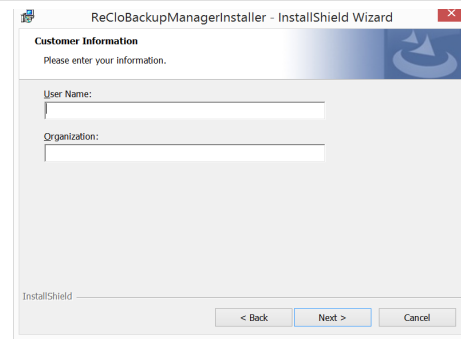 ReCloBackupManagerInstaller - InstallShield Wizard
Customer Information
Please enter your information.
User Name:
Organization:
InstallShield
< Back Next > Cancel